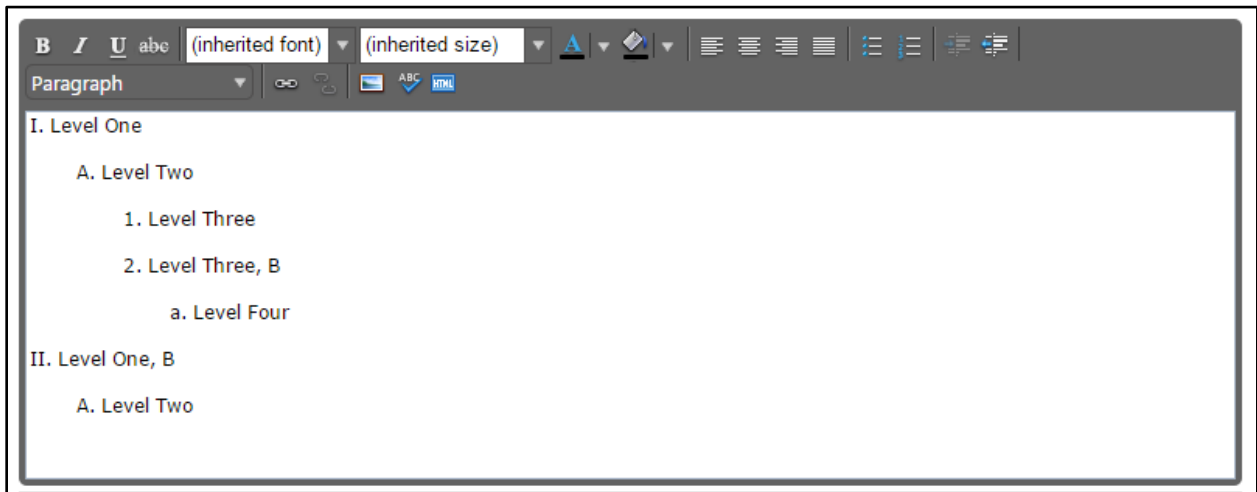 B I U abc (inherited font) (inherited size) A
Paragraph ABC HTML
I. Level One
A. Level Two
1. Level Three
2. Level Three, B
a. Level Four
II. Level One, B
A. Level Two